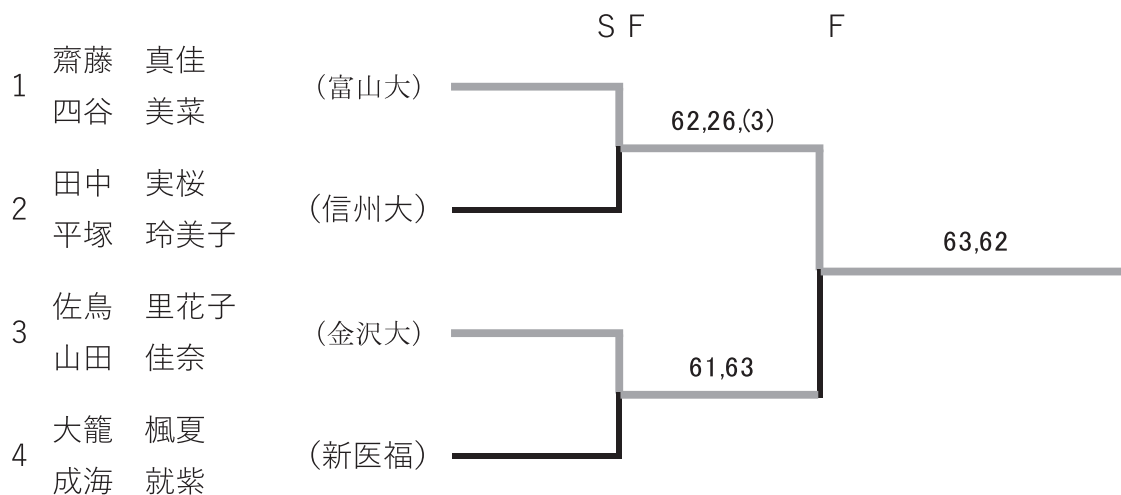 S F F
1 齋藤 真佳 (富山大)
四谷 美菜
62,26,(3)
2 田中 実桜 (信州大)
平塚 玲美子
63,62
3 佐鳥 里花子 (金沢大)
山田 佳奈
61,63
4 大籠 楓夏 (新医福)
成海 就紫